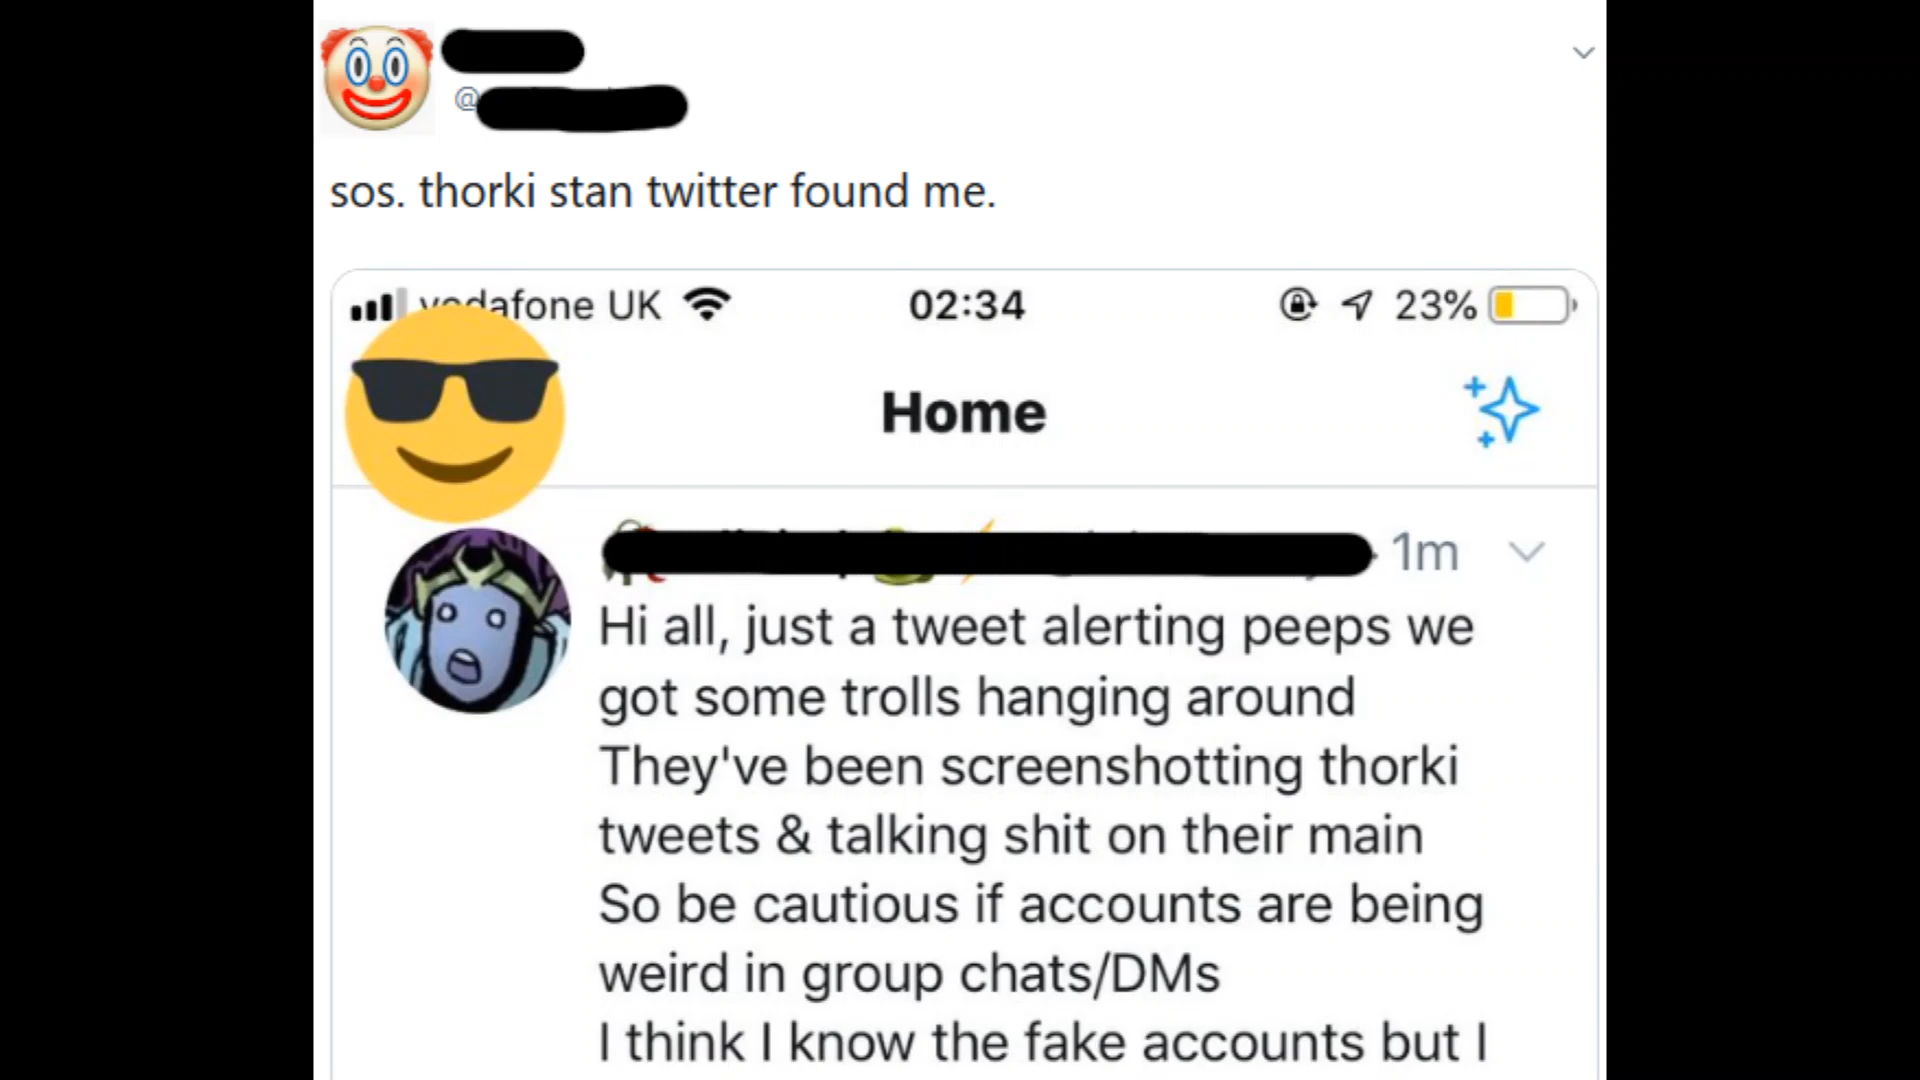 @
sos. thorki stan twitter found me.
vodafone UK 02:34 23%
Home
1m
Hi all, just a tweet alerting peeps we
got some trolls hanging around
They've been screenshotting thorki
tweets & talking shit on their main
So be cautious if accounts are being
weird in group chats/DMs
I think I know the fake accounts but I